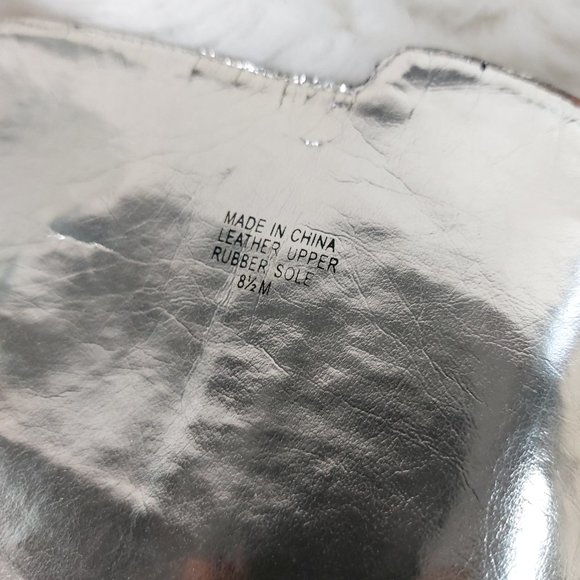 MADE IN CHINA
LEATHER UPPER
RUBBER SOLE
8½M